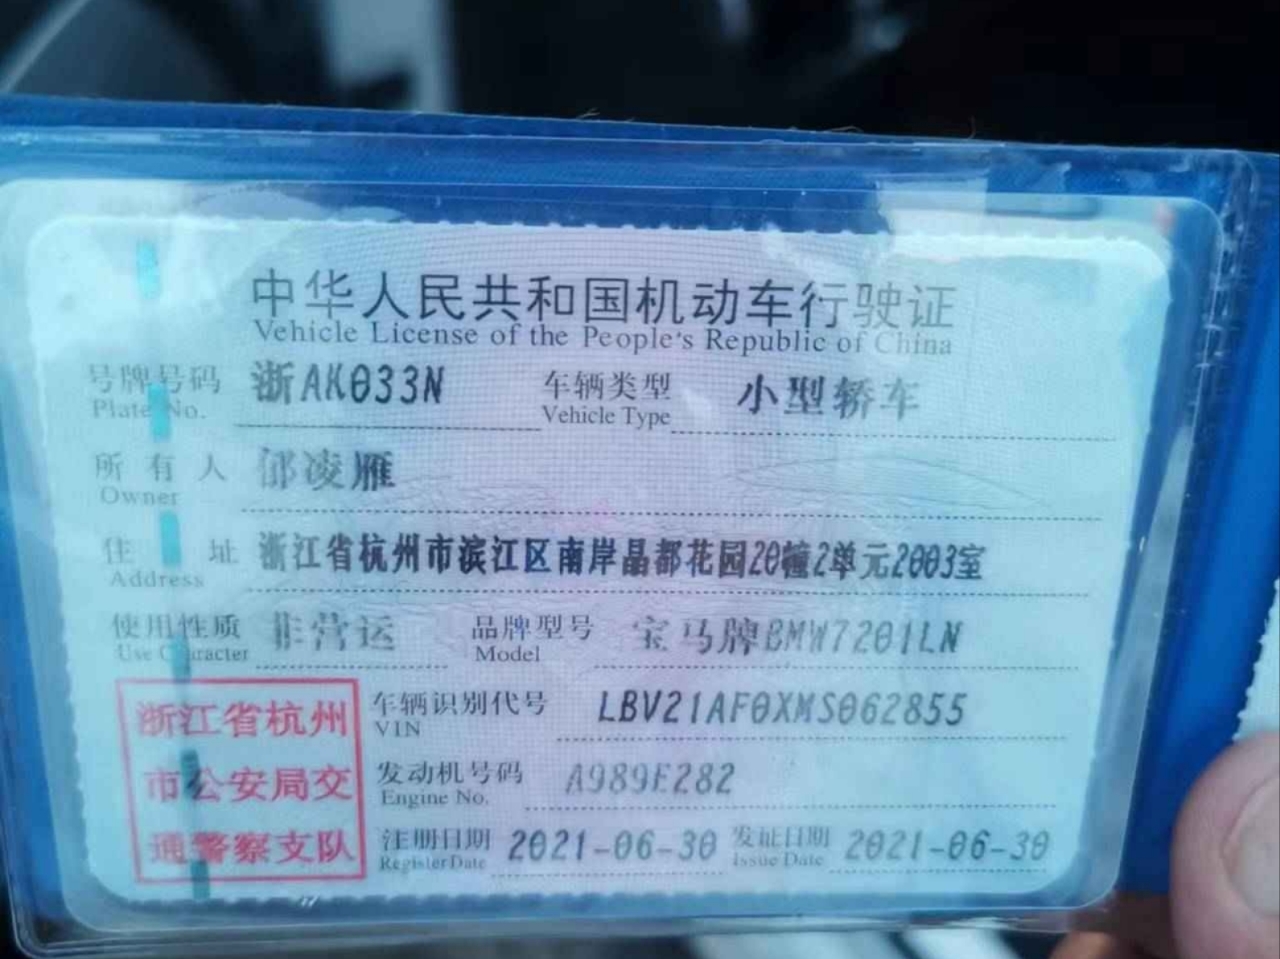 中华人民共和国机动车行驶证
Vehicle License of the People's Republic of China
号牌号码 浙AK033N 车辆类型 小型轿车
Plate No. Vehicle Type
所有人 郁凌雁
Owner
住址 浙江省杭州市滨江区南岸晶都花园20幢2单元2003室
Address
使用性质 非营运 品牌型号 宝马牌BMW7201LN
Use Character Model
浙江省杭州 车辆识别代号 LBV21AF0XMS062855
VIN
市公安局交 发动机号码 A989E282
Engine No.
通警察支队 注册日期 2021-06-30 发证日期 2021-06-30
Register Date Issue Date